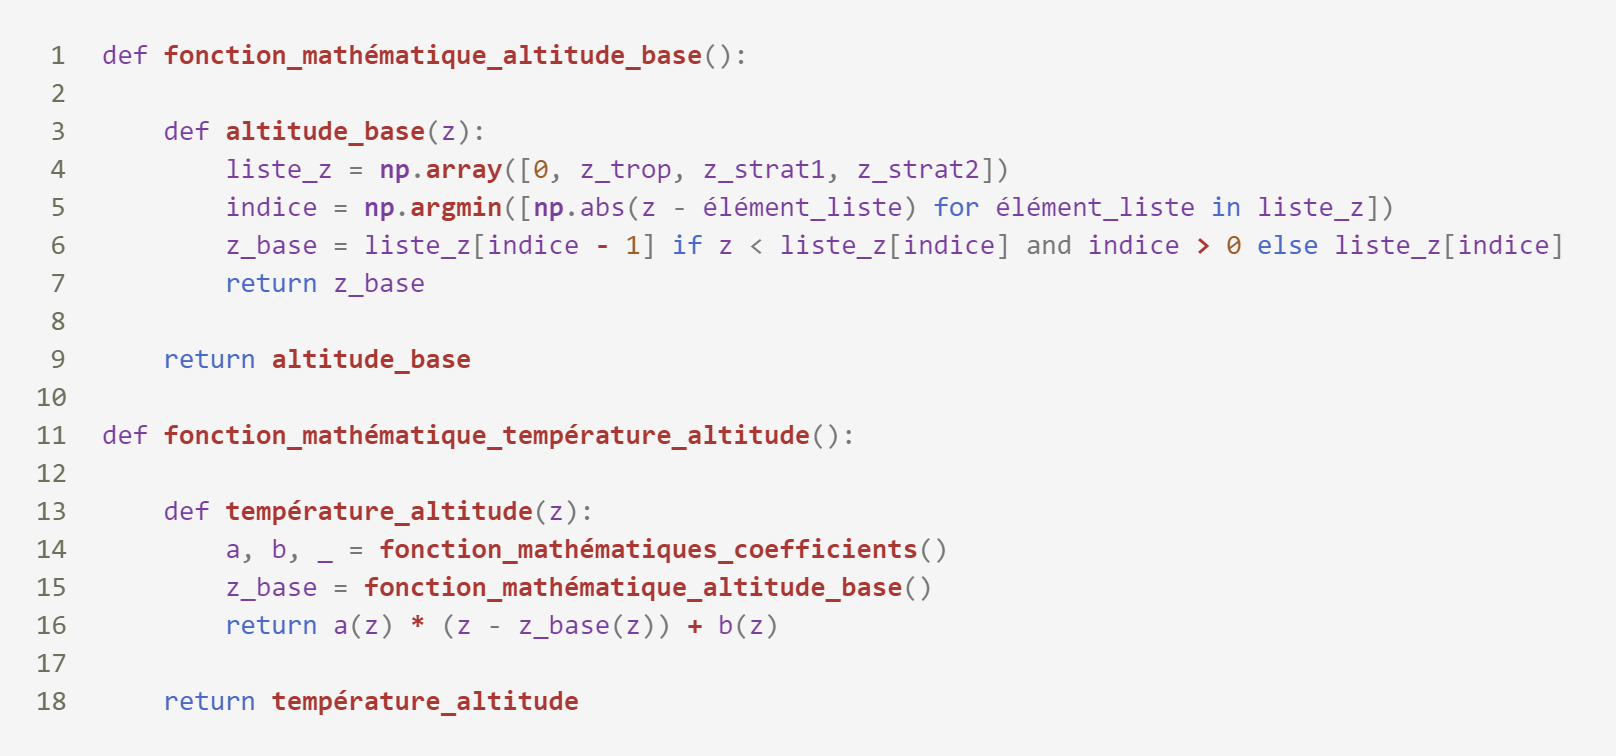 1 def fonction_mathématique_altitude_base():
2
3     def altitude_base(z):
4         liste_z = np.array([0, z_trop, z_strat1, z_strat2])
5         indice = np.argmin([np.abs(z - élément_liste) for élément_liste in liste_z])
6         z_base = liste_z[indice - 1] if z < liste_z[indice] and indice > 0 else liste_z[indice]
7         return z_base
8
9     return altitude_base
10
11 def fonction_mathématique_température_altitude():
12
13     def température_altitude(z):
14         a, b, _ = fonction_mathématiques_coefficients()
15         z_base = fonction_mathématique_altitude_base()
16         return a(z) * (z - z_base(z)) + b(z)
17
18     return température_altitude